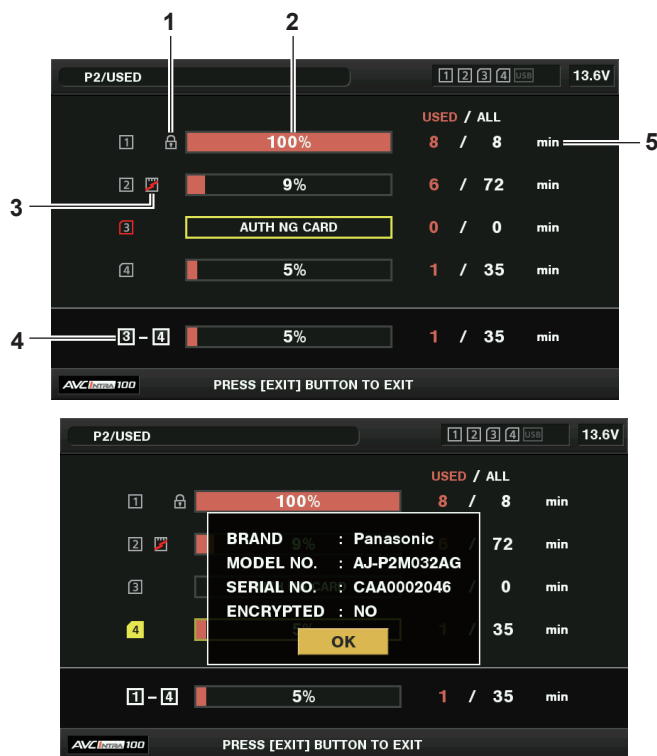 1 2
P2/USED 1 2 3 4 USB 13.6V
USED / ALL
1 100% 8 / 8 min 5
2 9% 6 / 72 min
3
3 AUTH NG CARD 0 / 0 min
4 5% 1 / 35 min
4 3 – 4 5% 1 / 35 min
AVC INTRA 100 PRESS [EXIT] BUTTON TO EXIT
P2/USED 1 2 3 4 USB 13.6V
USED / ALL
1 100% 8 / 8 min
2 9% 6 / 72 min
BRAND : Panasonic
MODEL NO. : AJ-P2M032AG
3 CARD 0 min
SERIAL NO. : CAA0002046
ENCRYPTED : NO
4 5% 1 / 35 min
OK
1 – 4 5% 1 / 35 min
AVC INTRA 100 PRESS [EXIT] BUTTON TO EXIT